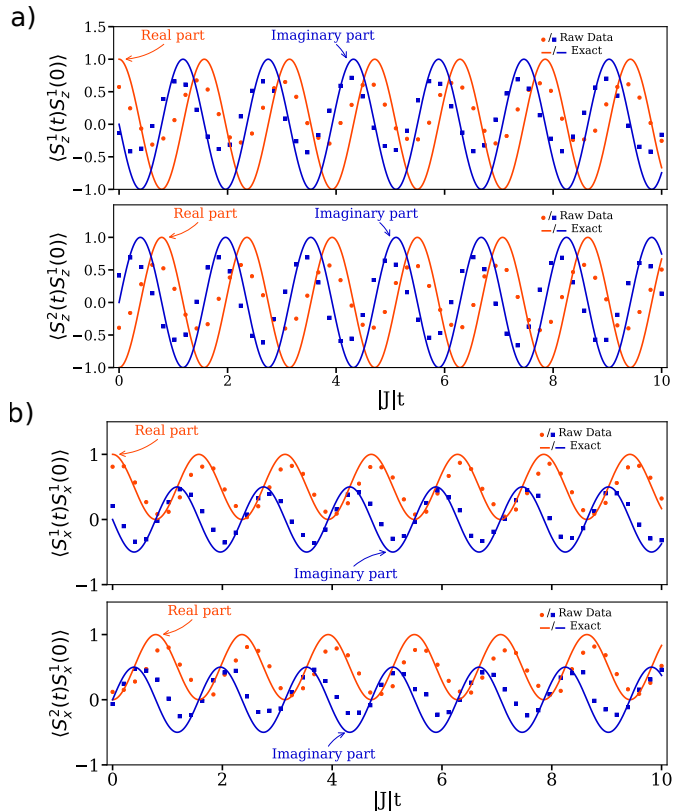 a)
Real part
Imaginary part
●/■ Raw Data
—/— Exact
⟨S_z^1(t)S_z^1(0)⟩
1.5
1.0
0.5
0.0
−0.5
−1.0
Real part
Imaginary part
●/■ Raw Data
—/— Exact
⟨S_z^2(t)S_z^1(0)⟩
1.0
0.5
0.0
−0.5
−1.0
0 2 4 6 8 10
|J|t
b)
Real part
●/■ Raw Data
—/— Exact
⟨S_x^1(t)S_x^1(0)⟩
1
0
−1
Imaginary part
Real part
●/■ Raw Data
—/— Exact
⟨S_x^2(t)S_x^1(0)⟩
1
0
−1
Imaginary part
0 2 4 6 8 10
|J|t